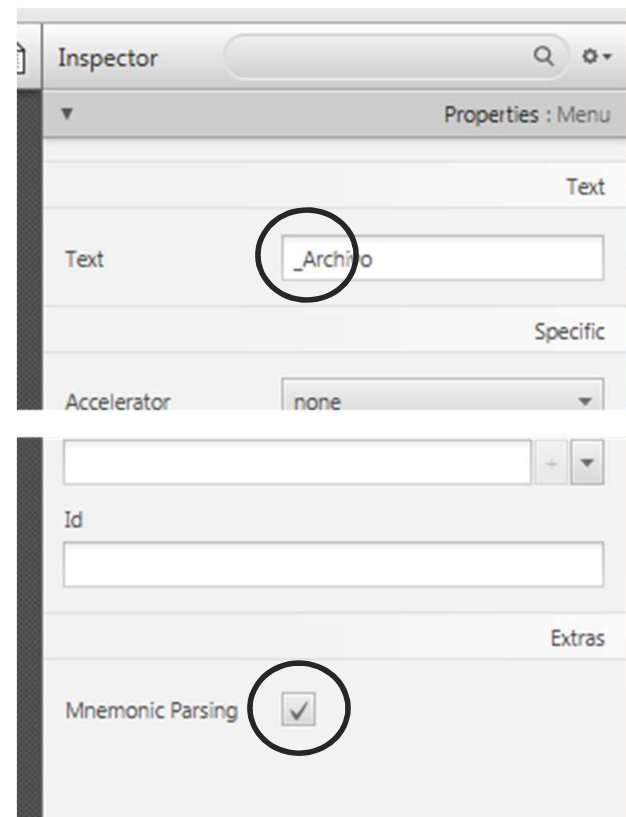 Inspector
Properties : Menu
Text
Text _Archivo
Specific
Accelerator none
Id
Extras
Mnemonic Parsing